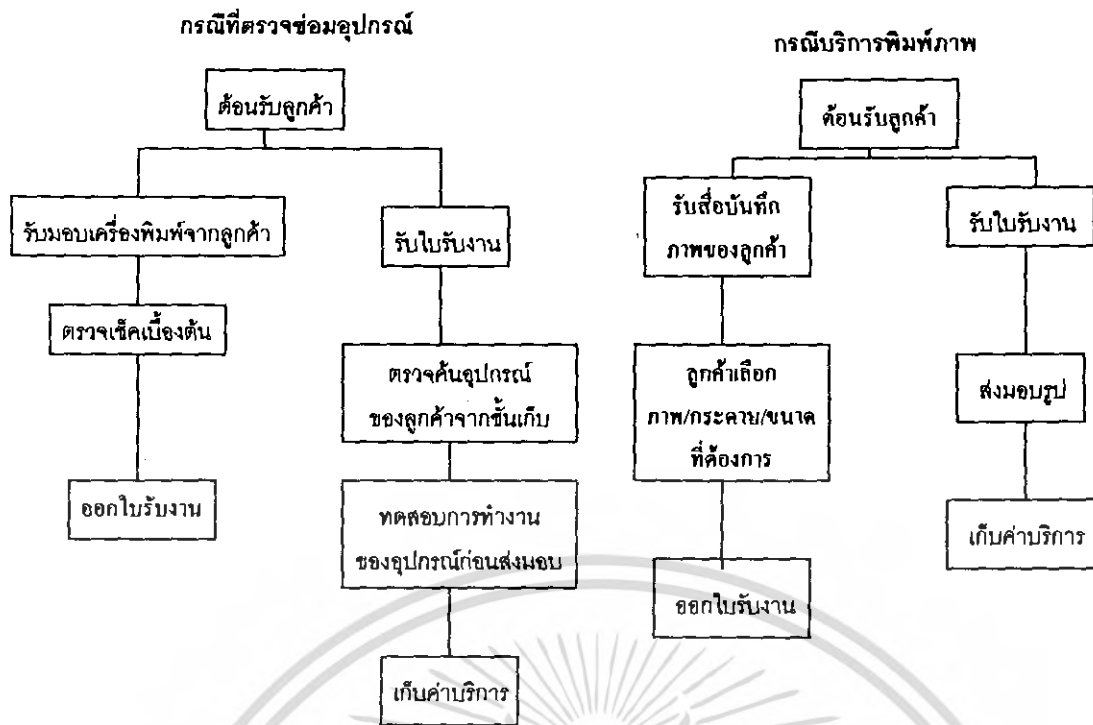 กรณีที่ตรวจซ่อมอุปกรณ์
ต้อนรับลูกค้า
รับมอบเครื่องพิมพ์จากลูกค้า
ตรวจเช็คเบื้องต้น
ออกใบรับงาน
รับใบรับงาน
ตรวจค้นอุปกรณ์
ของลูกค้าจากชั้นเก็บ
ทดสอบการทำงาน
ของอุปกรณ์ก่อนส่งมอบ
เก็บค่าบริการ
กรณีบริการพิมพ์ภาพ
ต้อนรับลูกค้า
รับสื่อบันทึก
ภาพของลูกค้า
ลูกค้าเลือก
ภาพ/กระดาษ/ขนาด
ที่ต้องการ
ออกใบรับงาน
รับใบรับงาน
ส่งมอบรูป
เก็บค่าบริการ